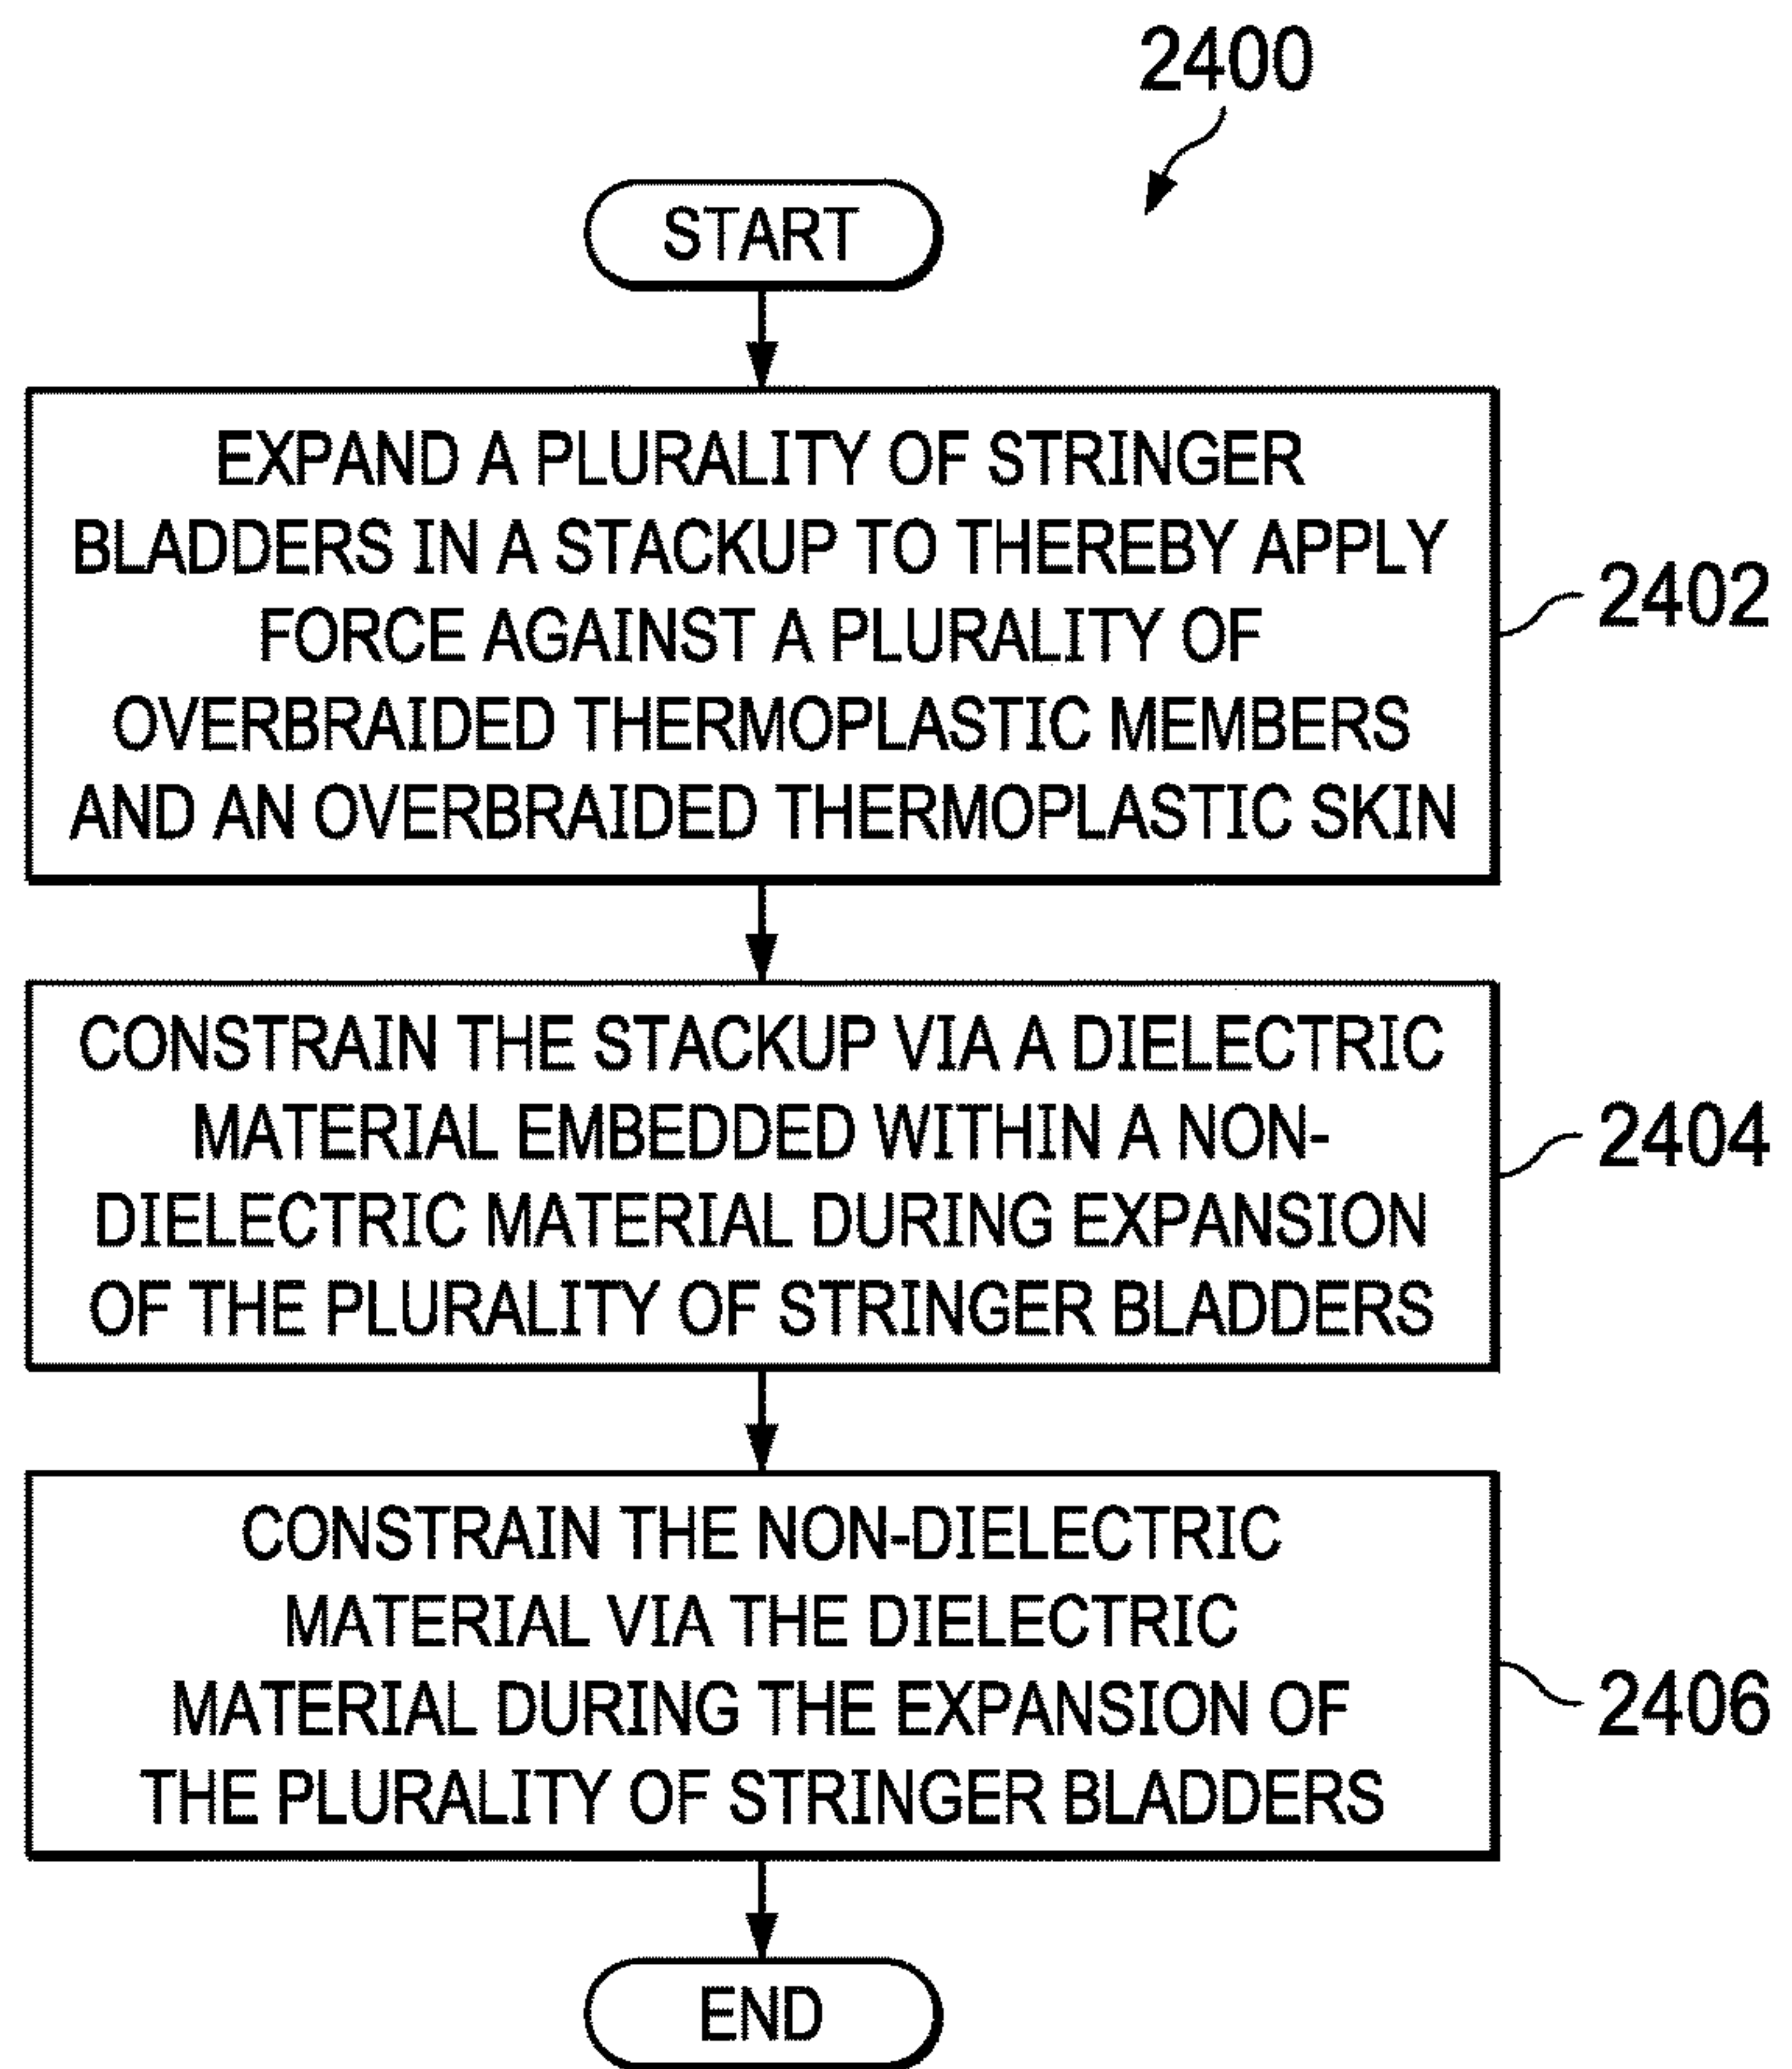 2400
START
EXPAND A PLURALITY OF STRINGER
BLADDERS IN A STACKUP TO THEREBY APPLY
FORCE AGAINST A PLURALITY OF
OVERBRAIDED THERMOPLASTIC MEMBERS
AND AN OVERBRAIDED THERMOPLASTIC SKIN
2402
CONSTRAIN THE STACKUP VIA A DIELECTRIC
MATERIAL EMBEDDED WITHIN A NON-
DIELECTRIC MATERIAL DURING EXPANSION
OF THE PLURALITY OF STRINGER BLADDERS
2404
CONSTRAIN THE NON-DIELECTRIC
MATERIAL VIA THE DIELECTRIC
MATERIAL DURING THE EXPANSION OF
THE PLURALITY OF STRINGER BLADDERS
2406
END